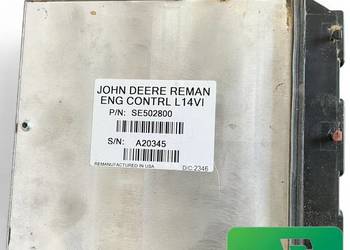 JOHN DEERE REMAN
ENG CONTRL L14VI
P/N: SE502800
S/N: A20345
REMANUFACTURED IN USA D/C:2346